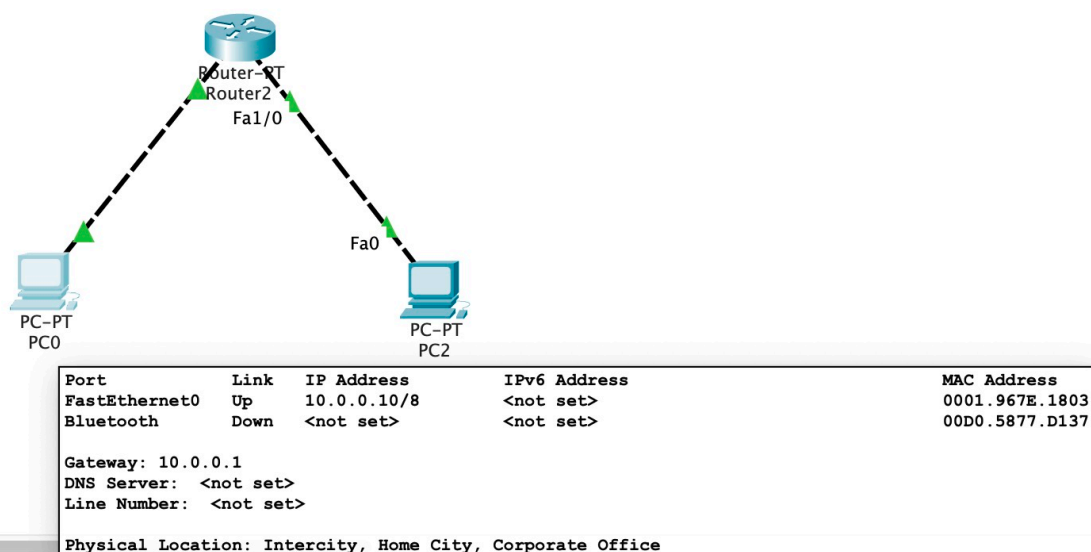 Router-PT
Router2
Fa1/0
Fa0
PC-PT
PC0
PC-PT
PC2
Port Link IP Address IPv6 Address MAC Address
FastEthernet0 Up 10.0.0.10/8 <not set> 0001.967E.1803
Bluetooth Down <not set> <not set> 00D0.5877.D137
Gateway: 10.0.0.1
DNS Server: <not set>
Line Number: <not set>
Physical Location: Intercity, Home City, Corporate Office